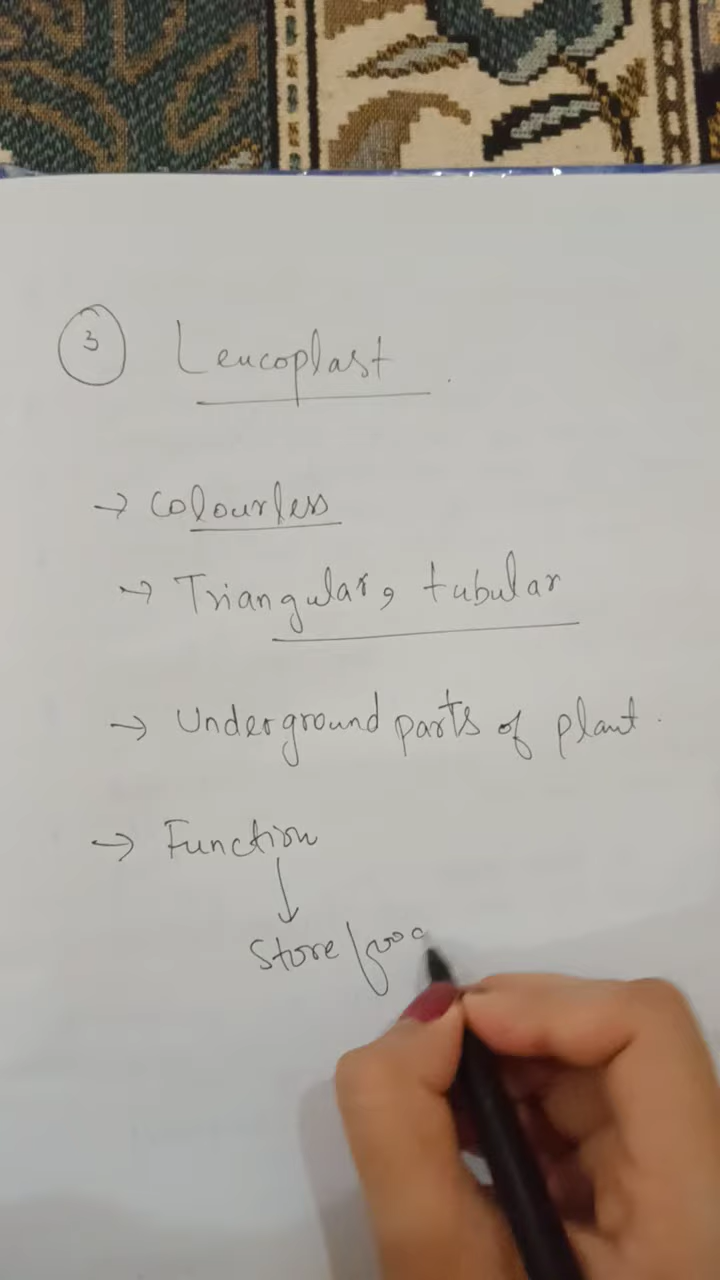 3 Leucoplast
→ Colourless
→ Triangular, tubular
→ Underground parts of plant.
→ Function
↓
Store